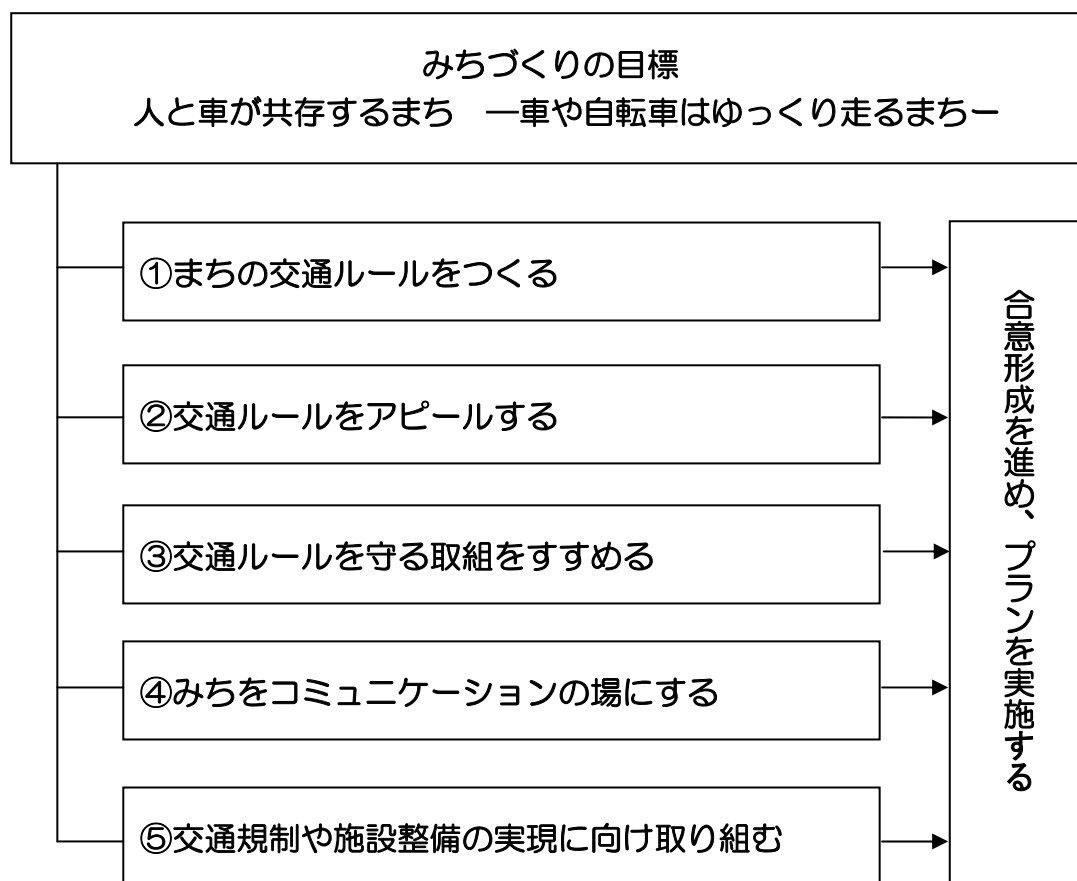 みちづくりの目標
人と車が共存するまち　―車や自転車はゆっくり走るまちー
①まちの交通ルールをつくる
②交通ルールをアピールする
③交通ルールを守る取組をすすめる
④みちをコミュニケーションの場にする
⑤交通規制や施設整備の実現に向け取り組む
合意形成を進め、プランを実施する